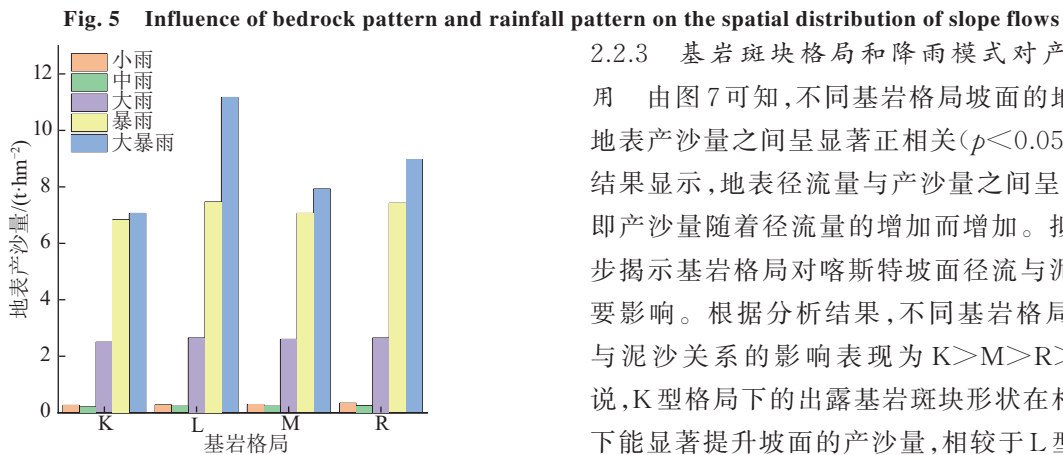 Fig. 5 Influence of bedrock pattern and rainfall pattern on the spatial distribution of slope flows
小雨
中雨
大雨
暴雨
大暴雨
12
10
8
6
4
2
0
地表产沙量/(t·hm⁻²)
K
L
M
R
基岩格局
2.2.3 基岩斑块格局和降雨模式对产
用 由图7可知,不同基岩格局坡面的地
地表产沙量之间呈显著正相关(p<0.05
结果显示,地表径流量与产沙量之间呈
即产沙量随着径流量的增加而增加。拟
步揭示基岩格局对喀斯特坡面径流与泥
要影响。根据分析结果,不同基岩格局
与泥沙关系的影响表现为K>M>R>
说,K型格局下的出露基岩斑块形状在相
下能显著提升坡面的产沙量,相较于L型